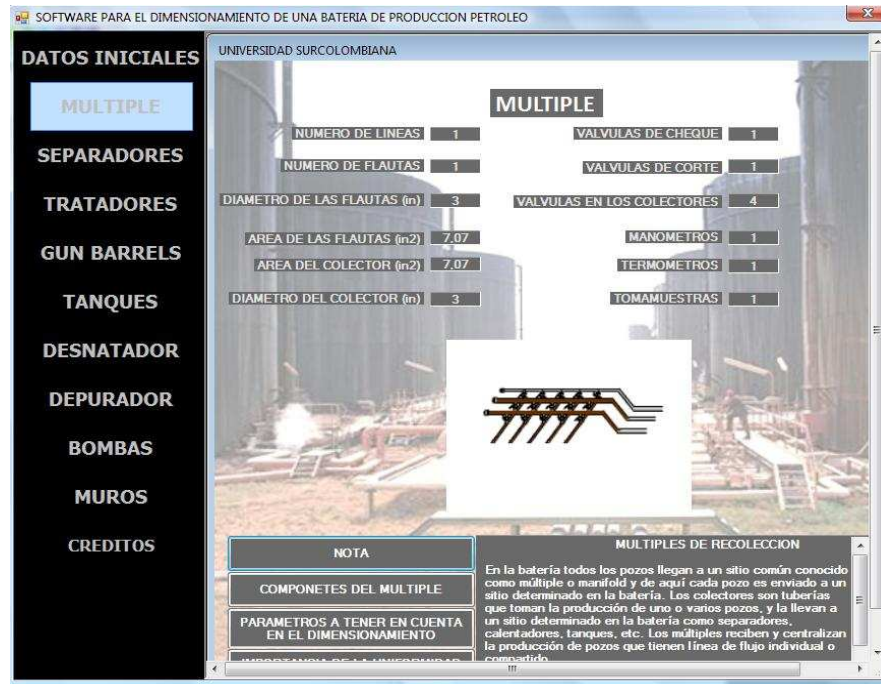 SOFTWARE PARA EL DIMENSIONAMIENTO DE UNA BATERIA DE PRODUCCION PETROLEO
DATOS INICIALES
MULTIPLE
SEPARADORES
TRATADORES
GUN BARRELS
TANQUES
DESNATADOR
DEPURADOR
BOMBAS
MUROS
CREDITOS
UNIVERSIDAD SURCOLOMBIANA
MULTIPLE
NUMERO DE LINEAS 1
NUMERO DE FLAUTAS 1
DIAMETRO DE LAS FLAUTAS (in) 3
AREA DE LAS FLAUTAS (in2) 7,07
AREA DEL COLECTOR (in2) 7,07
DIAMETRO DEL COLECTOR (in) 3
VALVULAS DE CHEQUE 1
VALVULAS DE CORTE 1
VALVULAS EN LOS COLECTORES 4
MANOMETROS 1
TERMOMETROS 1
TOMAMUESTRAS 1
NOTA
COMPONETES DEL MULTIPLE
PARAMETROS A TENER EN CUENTA
EN EL DIMENSIONAMIENTO
IMPORTANCIA DE LA UNIFORMIDAD
MULTIPLES DE RECOLECCION
En la batería todos los pozos llegan a un sitio común conocido
como múltiple o manifold y de aquí cada pozo es enviado a un
sitio determinado en la batería. Los colectores son tuberías
que toman la producción de uno o varios pozos, y la llevan a
un sitio determinado en la batería como separadores,
calentadores, tanques, etc. Los múltiples reciben y centralizan
la producción de pozos que tienen línea de flujo individual o
compartido